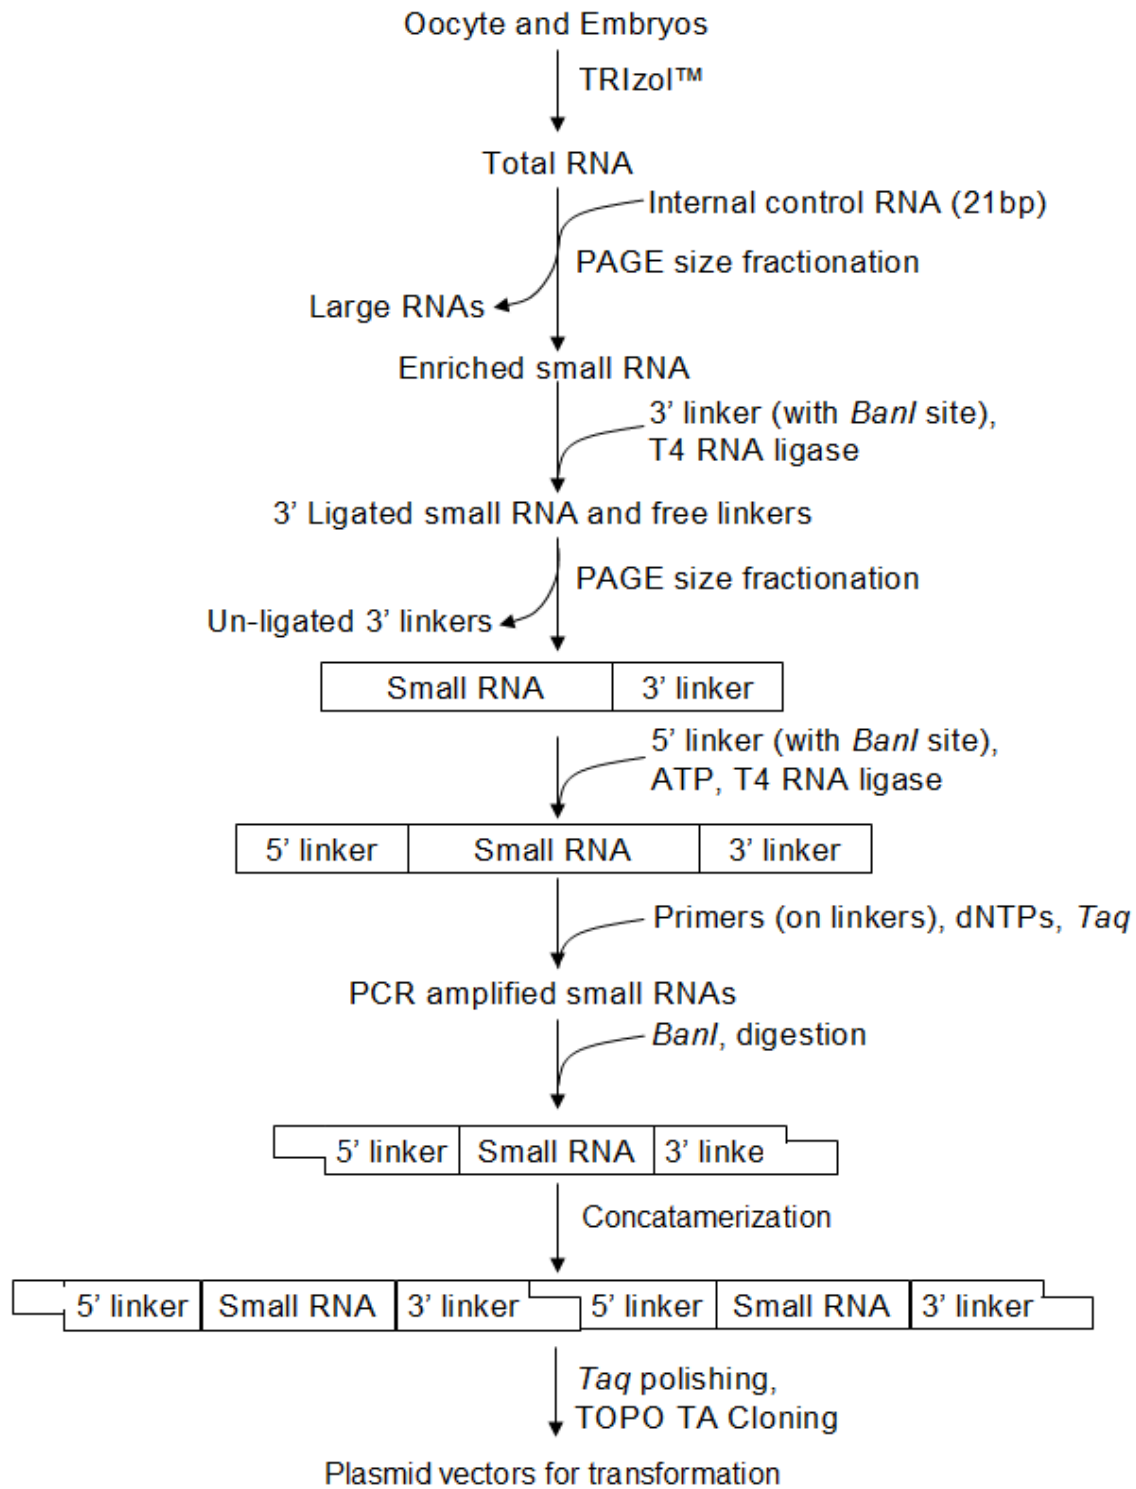 Oocyte and Embryos
TRIzol™
Total RNA
Internal control RNA (21bp)
PAGE size fractionation
Large RNAs
Enriched small RNA
3’ linker (with BanI site),
T4 RNA ligase
3’ Ligated small RNA and free linkers
PAGE size fractionation
Un-ligated 3’ linkers
Small RNA 3’ linker
5’ linker (with BanI site),
ATP, T4 RNA ligase
5’ linker Small RNA 3’ linker
Primers (on linkers), dNTPs, Taq
PCR amplified small RNAs
BanI, digestion
5’ linker Small RNA 3’ linke
Concatamerization
5’ linker Small RNA 3’ linker 5’ linker Small RNA 3’ linker
Taq polishing,
TOPO TA Cloning
Plasmid vectors for transformation